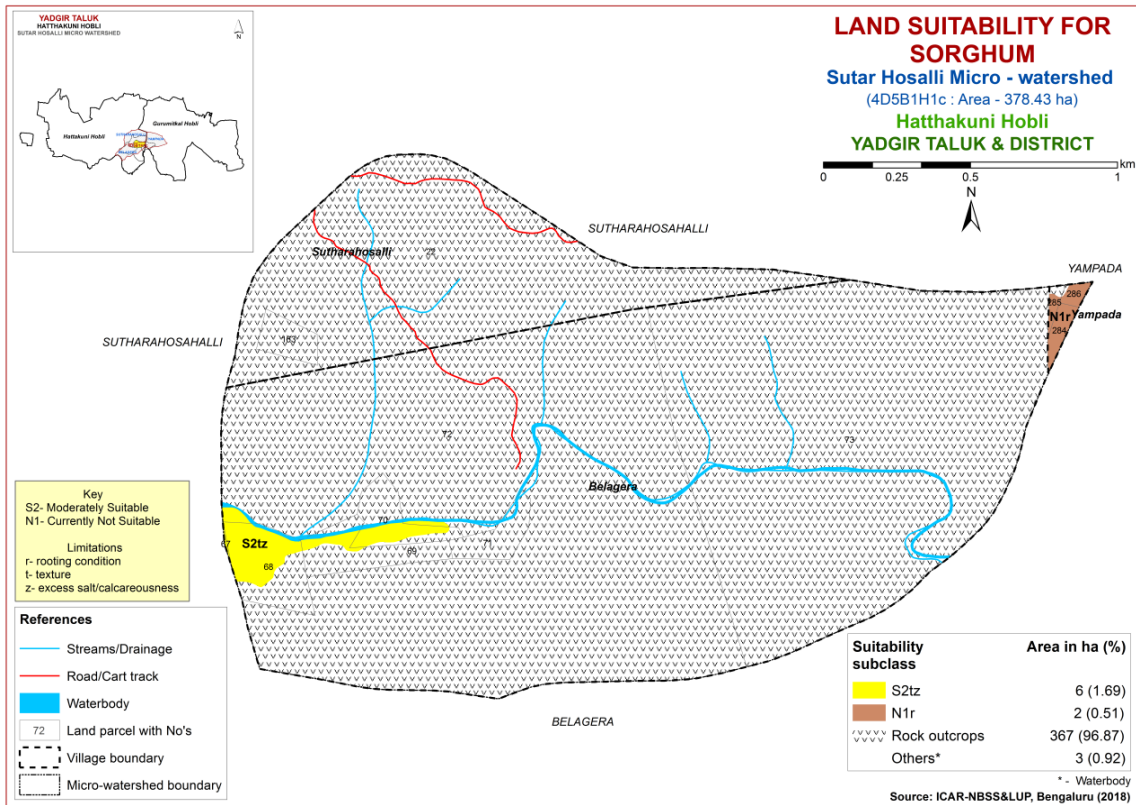 YADGIR TALUK
HATTHAKUNI HOBLI
SUTAR HOSALLI MICRO WATERSHED
N
Hattakuni Hobli
Gurumitkal Hobli
LAND SUITABILITY FOR
SORGHUM
Sutar Hosalli Micro - watershed
(4D5B1H1c : Area - 378.43 ha)
Hatthakuni Hobli
YADGIR TALUK & DISTRICT
km
0 0.25 0.5 1
N
SUTHARAHOSAHALLI
Sutharahosalli
22
YAMPADA
286
285
N1r
Yampada
284
SUTHARAHOSAHALLI
163
72
73
Belagera
70
67
S2tz
71
69
68
BELAGERA
Key
S2- Moderately Suitable
N1- Currently Not Suitable
Limitations
r- rooting condition
t- texture
z- excess salt/calcareousness
References
Streams/Drainage
Road/Cart track
Waterbody
72 Land parcel with No's
Village boundary
Micro-watershed boundary
Suitability subclass Area in ha (%)
S2tz 6 (1.69)
N1r 2 (0.51)
Rock outcrops 367 (96.87)
Others* 3 (0.92)
* - Waterbody
Source: ICAR-NBSS&LUP, Bengaluru (2018)